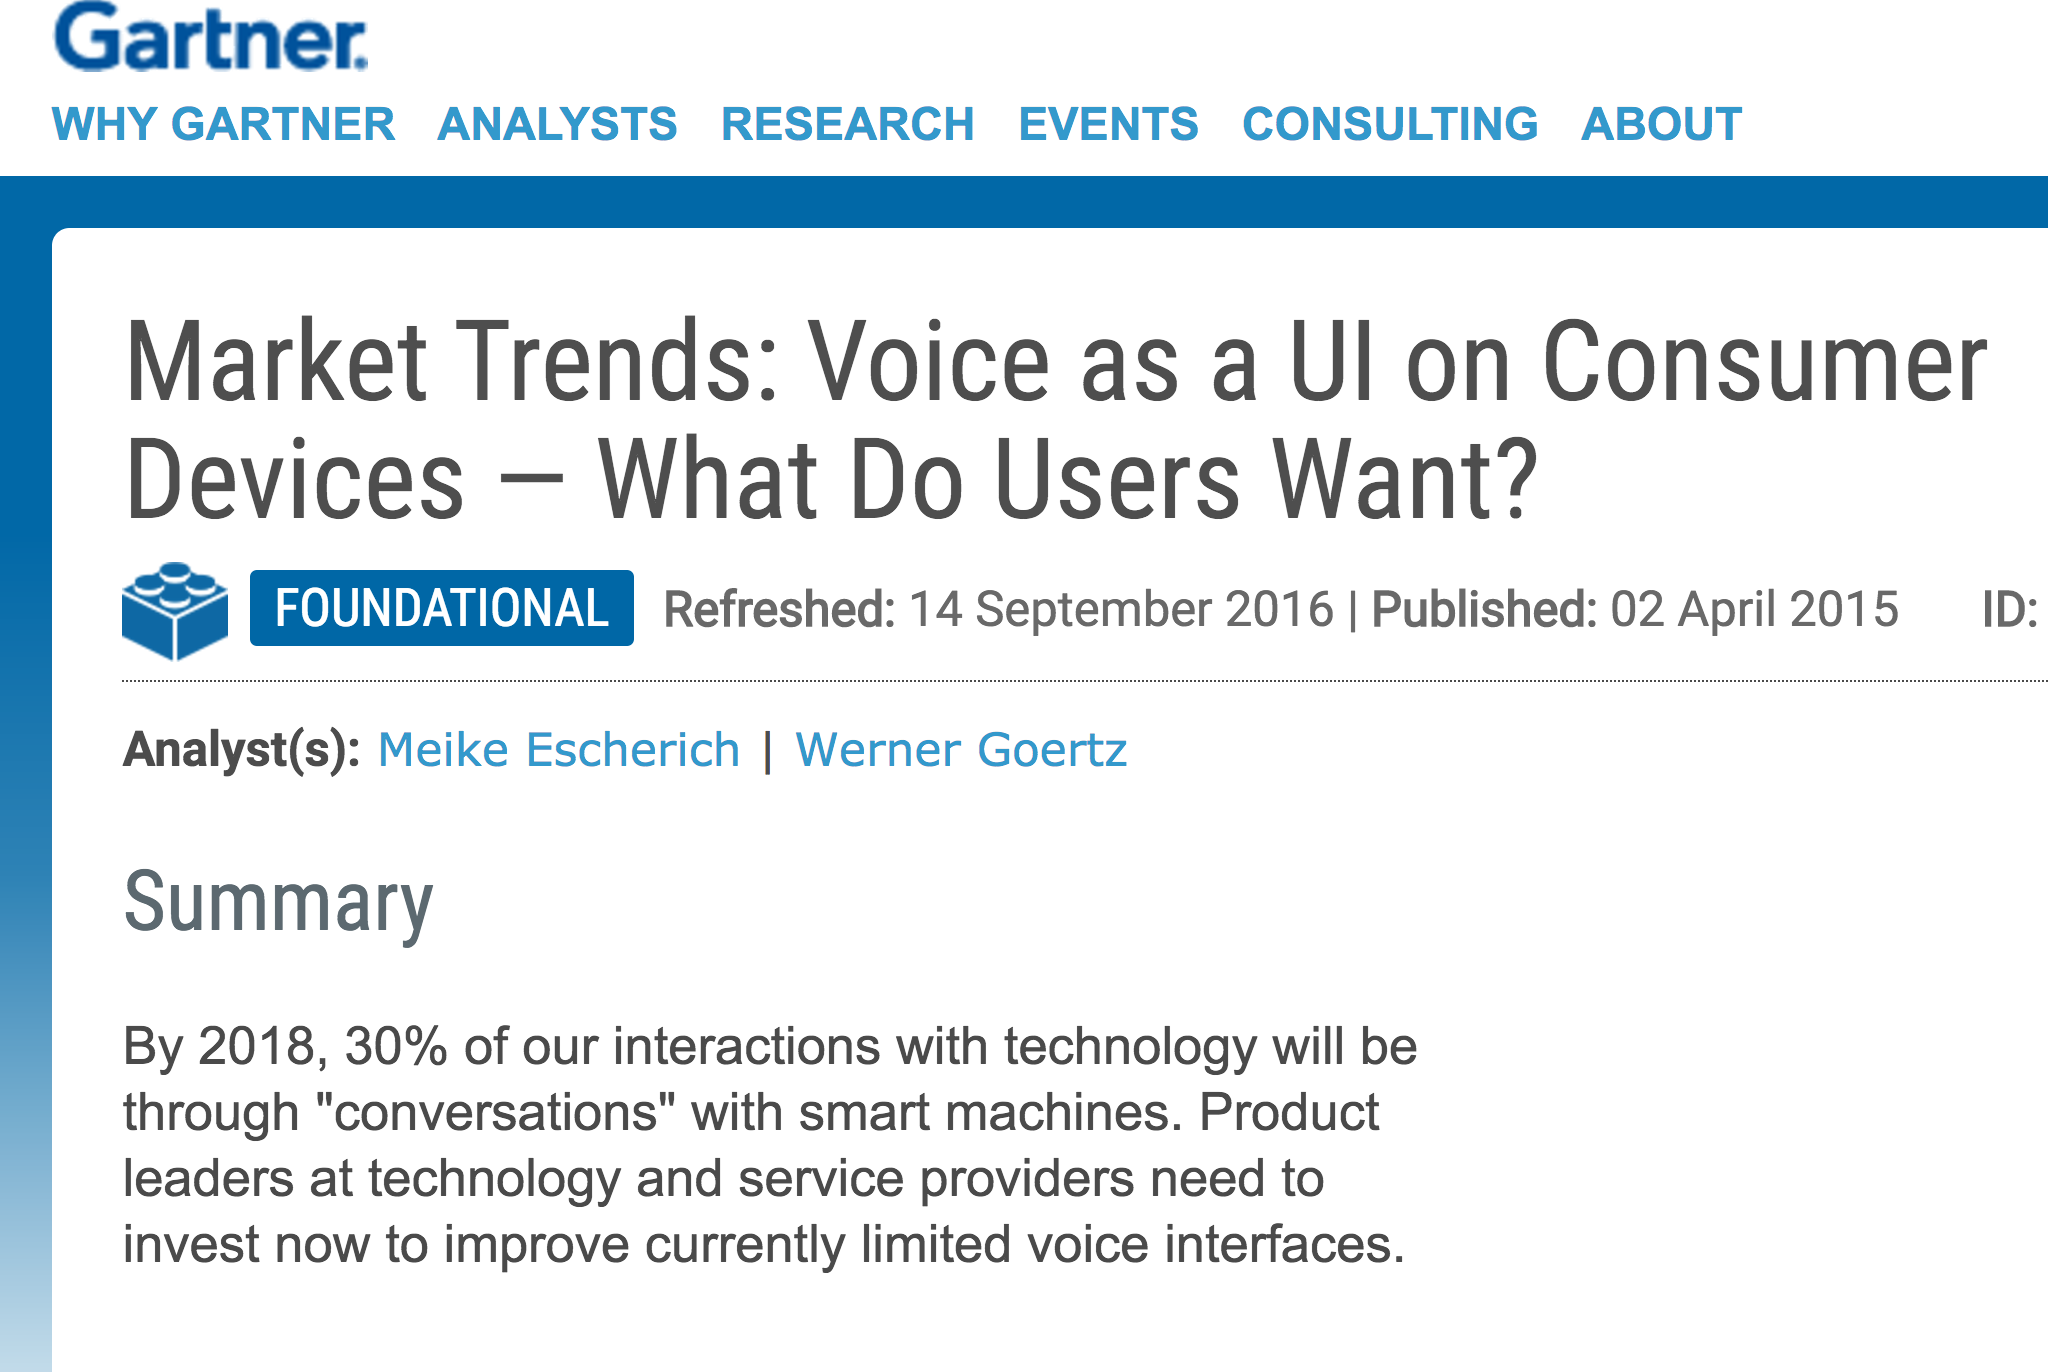 Gartner.
WHY GARTNER ANALYSTS RESEARCH EVENTS CONSULTING ABOUT
Market Trends: Voice as a UI on Consumer
Devices — What Do Users Want?
FOUNDATIONAL Refreshed: 14 September 2016 | Published: 02 April 2015 ID:
Analyst(s): Meike Escherich | Werner Goertz
Summary
By 2018, 30% of our interactions with technology will be
through "conversations" with smart machines. Product
leaders at technology and service providers need to
invest now to improve currently limited voice interfaces.